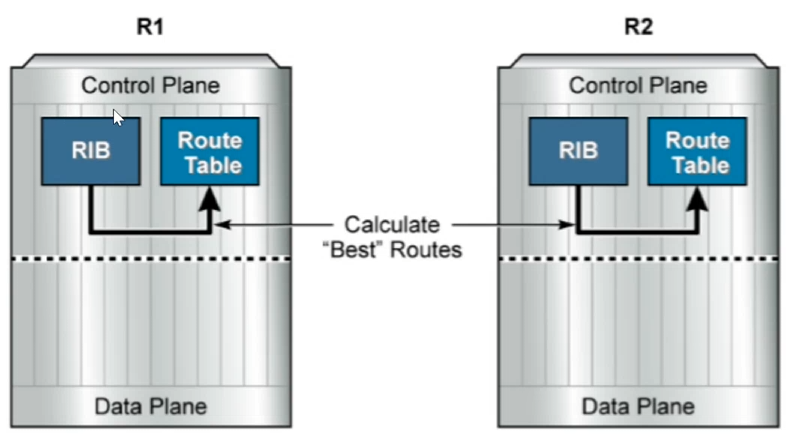 R1
R2
Control Plane
Control Plane
RIB
Route
Table
RIB
Route
Table
Calculate
“Best” Routes
Data Plane
Data Plane